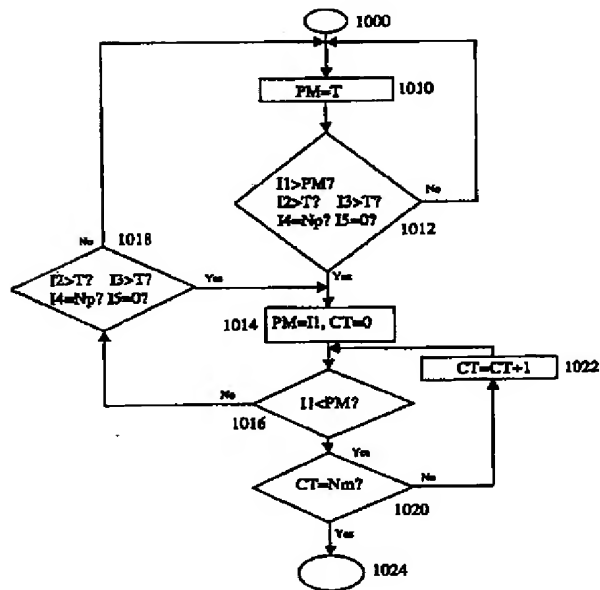 1000
PM=T
1010
I1>PM?
I2>T? I3>T?
I4=Np? I5=0?
No
1012
No
1018
I2>T? I3>T?
I4=Np? I5=0?
Yes
Yes
1014
PM=I1, CT=0
CT=CT+1
1022
No
I1<PM?
1016
Yes
CT=Nm?
No
1020
Yes
1024